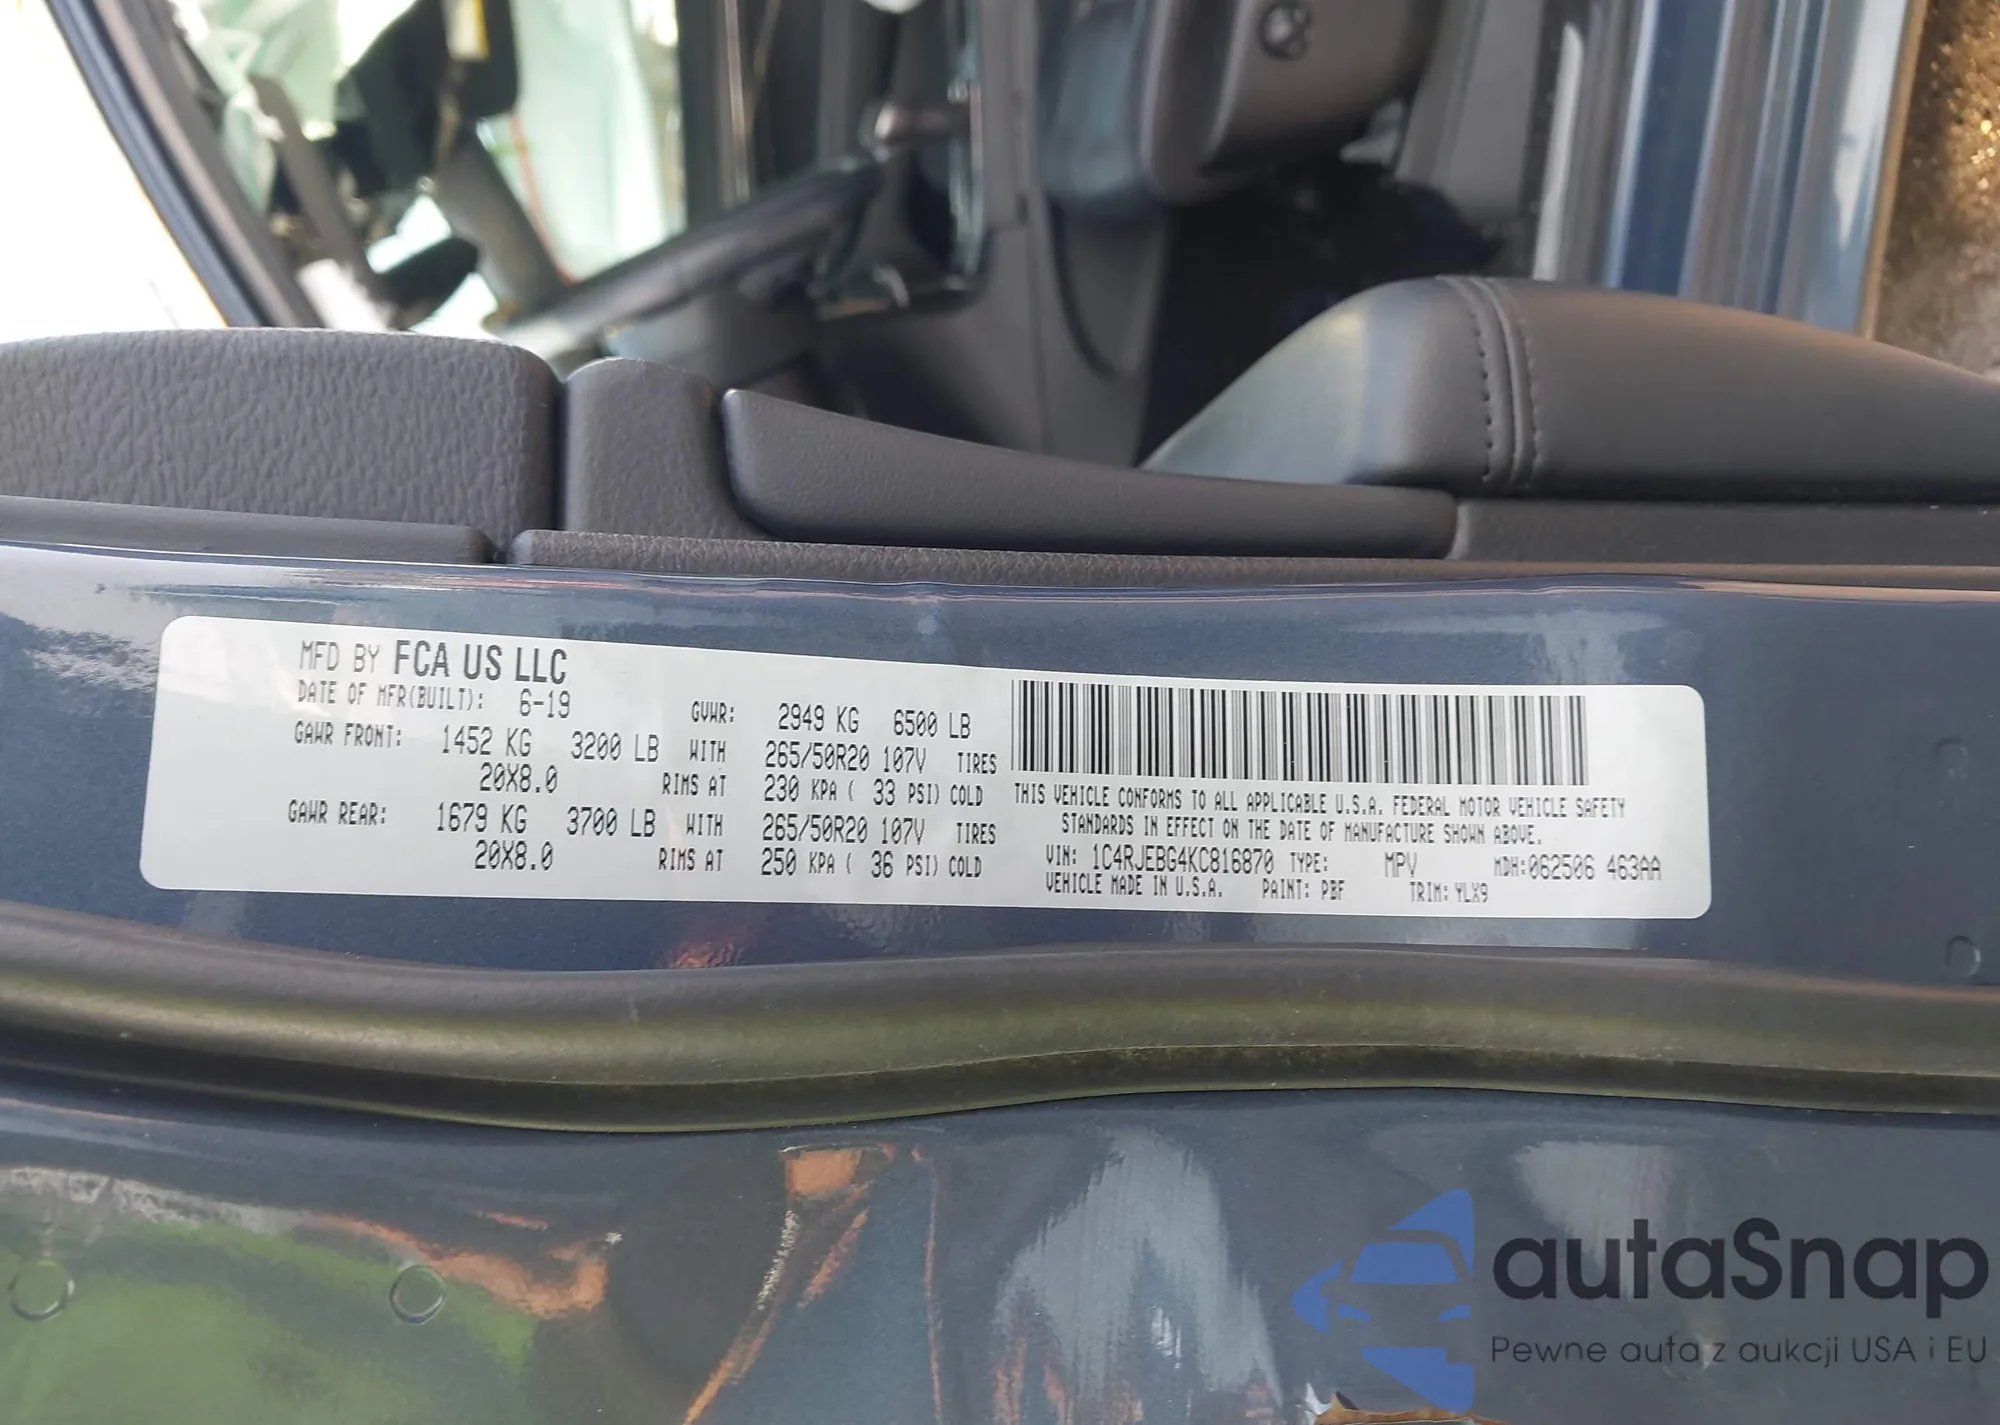 MFD BY FCA US LLC
DATE OF MFR(BUILT): 6-19 GVWR: 2949 KG 6500 LB
GAWR FRONT: 1452 KG 3200 LB WITH 265/50R20 107V TIRES
20X8.0 RIMS AT 230 KPA ( 33 PSI) COLD
GAWR REAR: 1679 KG 3700 LB WITH 265/50R20 107V TIRES
20X8.0 RIMS AT 250 KPA ( 36 PSI) COLD
THIS VEHICLE CONFORMS TO ALL APPLICABLE U.S.A. FEDERAL MOTOR VEHICLE SAFETY
STANDARDS IN EFFECT ON THE DATE OF MANUFACTURE SHOWN ABOVE.
VIN: 1C4RJEBG4KC816870 TYPE: MPV MDH:062506 463AA
VEHICLE MADE IN U.S.A. PAINT: PBF TRIM: YLX9
autaSnap
Pewne auta z aukcji USA i EU